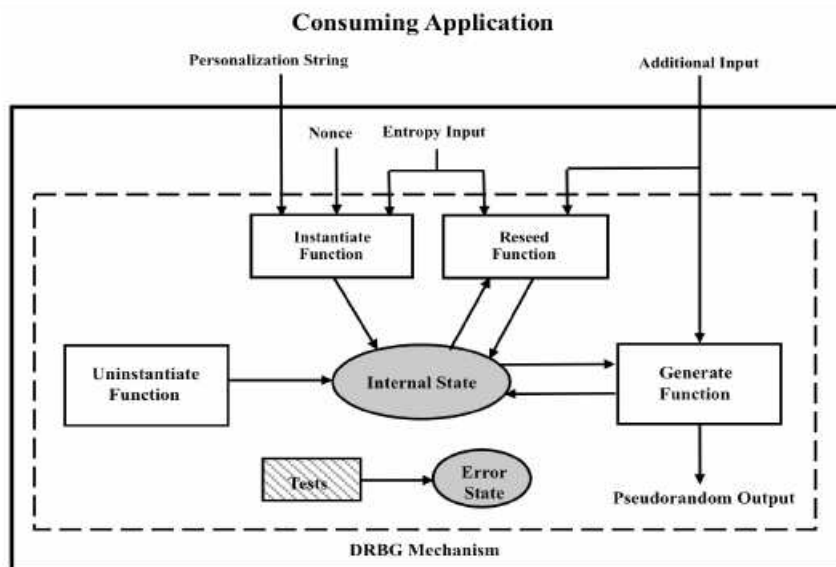 Consuming Application
Personalization String
Additional Input
Nonce
Entropy Input
Instantiate
Function
Reseed
Function
Uninstantiate
Function
Internal State
Generate
Function
Tests
Error
State
Pseudorandom Output
DRBG Mechanism